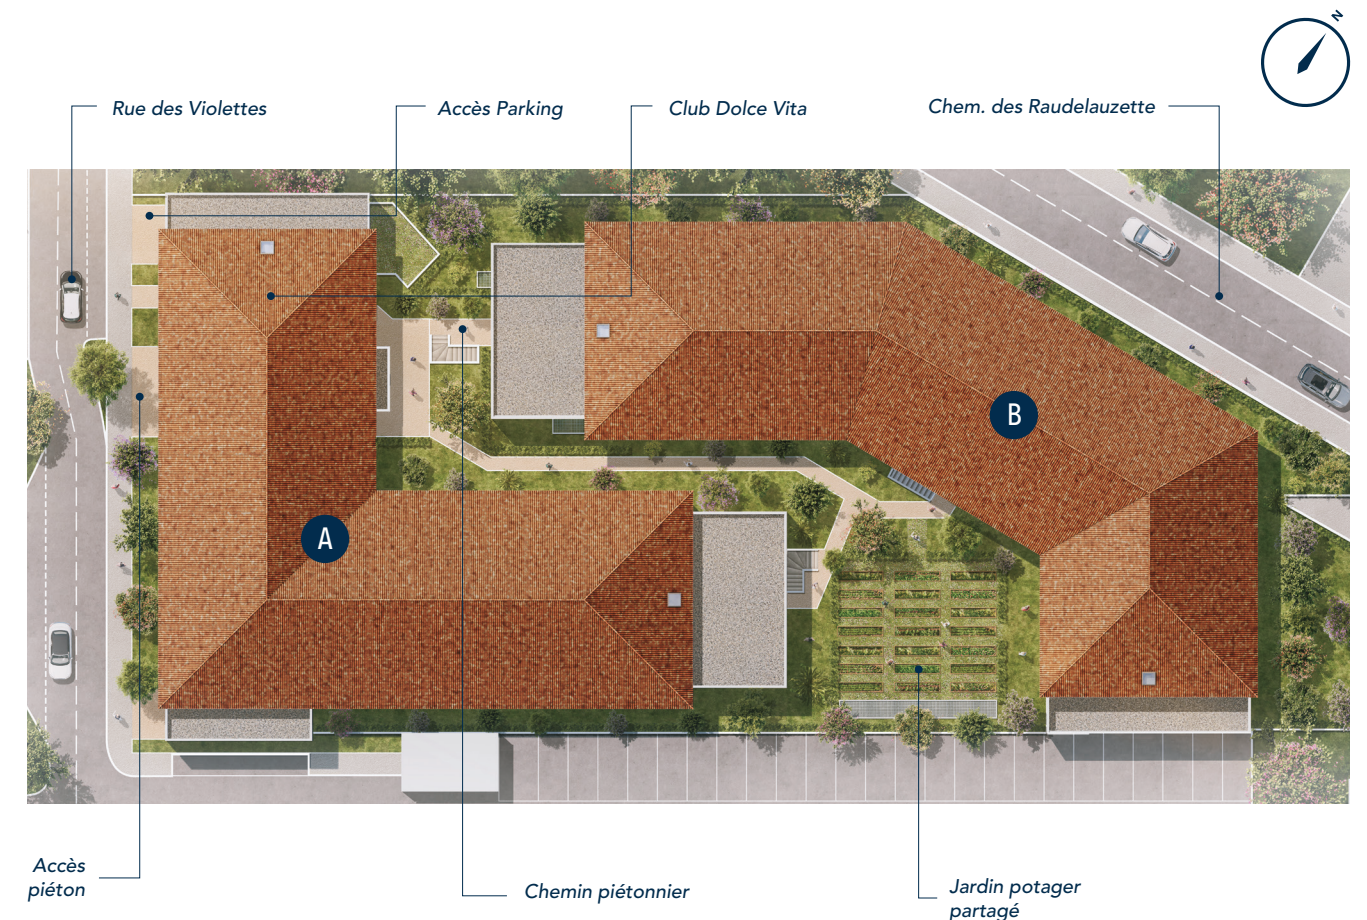 N
Rue des Violettes
Accès Parking
Club Dolce Vita
Chem. des Raudelauzette
B
A
Accès
piéton
Chemin piétonnier
Jardin potager
partagé